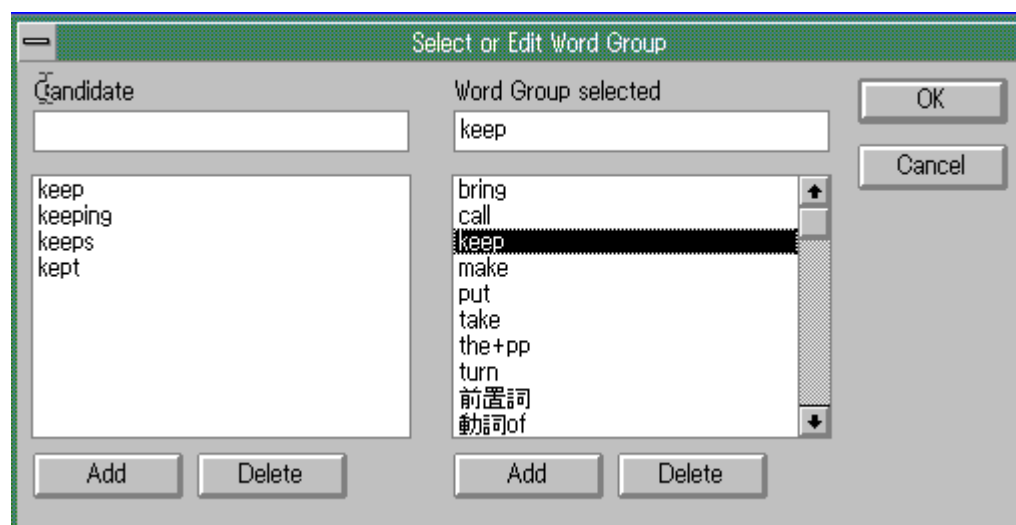 Select or Edit Word Group
Candidate
Word Group selected
OK
keep
Cancel
keep
keeping
keeps
kept
bring
call
keep
make
put
take
the+pp
turn
前置詞
動詞of
Add
Delete
Add
Delete